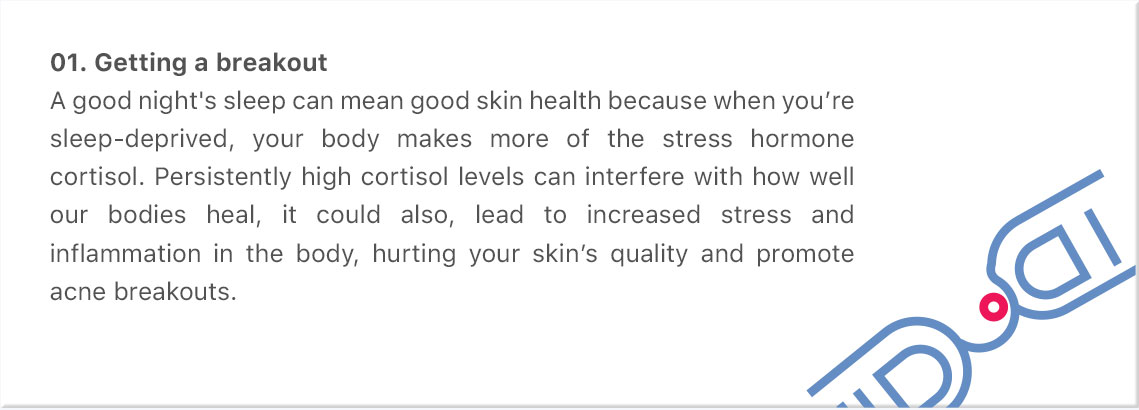 01. Getting a breakout
A good night's sleep can mean good skin health because when you’re
sleep-deprived, your body makes more of the stress hormone
cortisol. Persistently high cortisol levels can interfere with how well
our bodies heal, it could also, lead to increased stress and
inflammation in the body, hurting your skin’s quality and promote
acne breakouts.